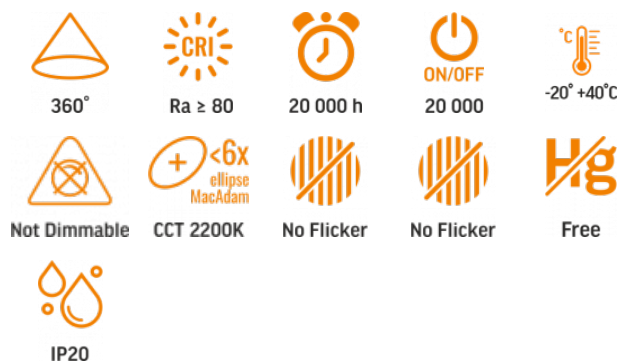 CRI
ON/OFF
°C
360°
Ra ≥ 80
20 000 h
20 000
-20° +40°C
<6x
ellipse
MacAdam
Hg
Not Dimmable
CCT 2200K
No Flicker
No Flicker
Free
IP20